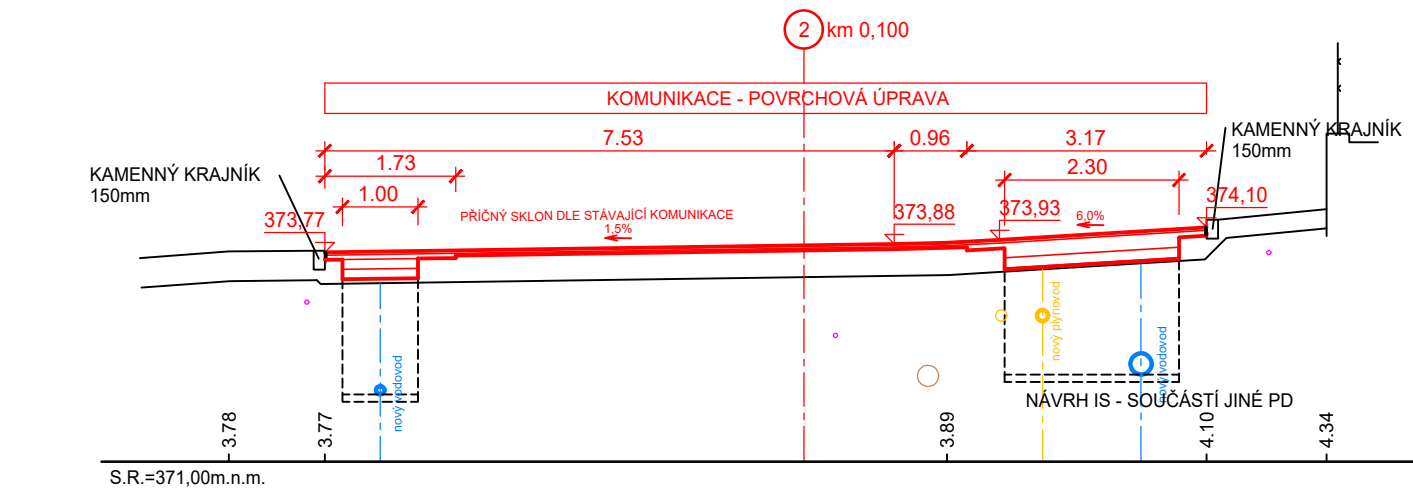 2 km 0,100
KOMUNIKACE - POVRCHOVÁ ÚPRAVA
7.53 0.96 3.17
1.73 2.30
1.00
KAMENNÝ KRAJNÍK
150mm
KAMENNÝ KRAJNÍK
150mm
373,77
PŘÍČNÝ SKLON DLE STÁVAJÍCÍ KOMUNIKACE
1,5%
373,88
373,93
6,0%
374,10
nový vodovod
nový plynovod
nový vodovod
NÁVRH IS - SOUČÁSTÍ JINÉ PD
3.78 3.77 3.89 4.10 4.34
S.R.=371,00m.n.m.